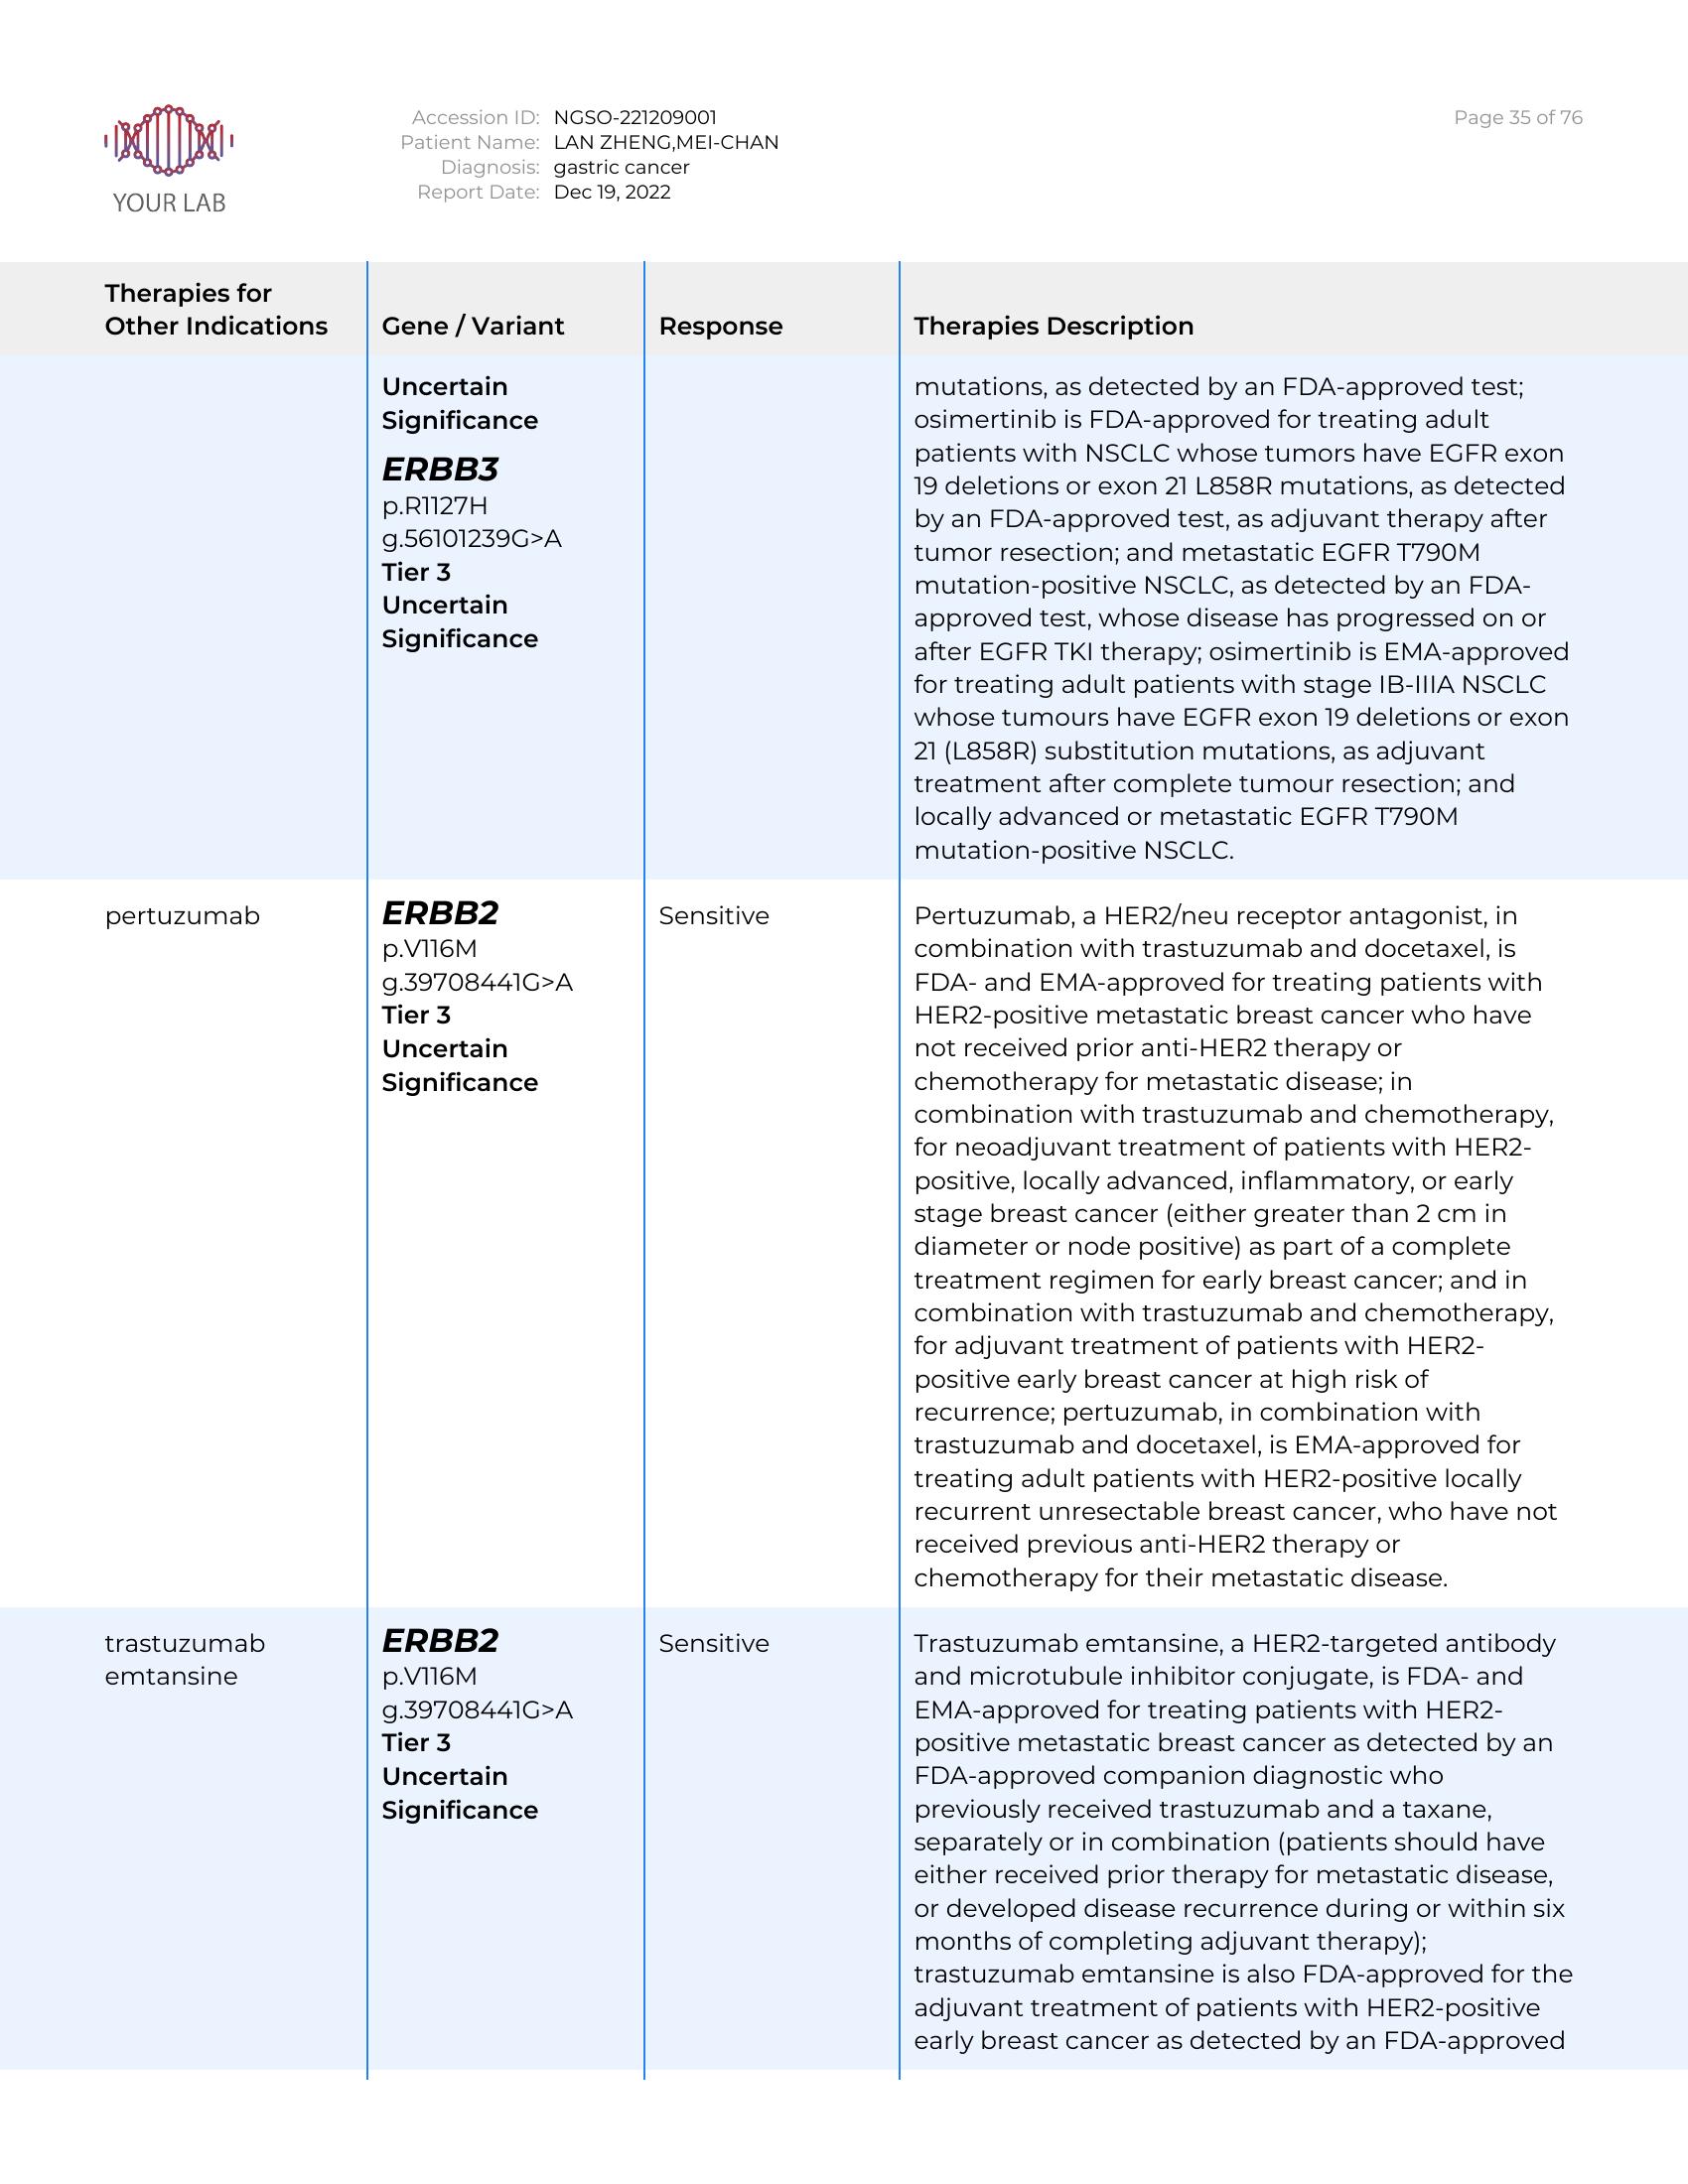 YOUR LAB
Accession ID: NGSO-221209001
Patient Name: LAN ZHENG,MEI-CHAN
Diagnosis: gastric cancer
Report Date: Dec 19, 2022
Page 35 of 76
Therapies for
Other Indications
Gene / Variant
Response
Therapies Description
Uncertain
Significance
ERBB3
p.R1127H
g.56101239G>A
Tier 3
Uncertain
Significance
mutations, as detected by an FDA-approved test;
osimertinib is FDA-approved for treating adult
patients with NSCLC whose tumors have EGFR exon
19 deletions or exon 21 L858R mutations, as detected
by an FDA-approved test, as adjuvant therapy after
tumor resection; and metastatic EGFR T790M
mutation-positive NSCLC, as detected by an FDA-
approved test, whose disease has progressed on or
after EGFR TKI therapy; osimertinib is EMA-approved
for treating adult patients with stage IB-IIIA NSCLC
whose tumours have EGFR exon 19 deletions or exon
21 (L858R) substitution mutations, as adjuvant
treatment after complete tumour resection; and
locally advanced or metastatic EGFR T790M
mutation-positive NSCLC.
pertuzumab
ERBB2
p.V116M
g.39708441G>A
Tier 3
Uncertain
Significance
Sensitive
Pertuzumab, a HER2/neu receptor antagonist, in
combination with trastuzumab and docetaxel, is
FDA- and EMA-approved for treating patients with
HER2-positive metastatic breast cancer who have
not received prior anti-HER2 therapy or
chemotherapy for metastatic disease; in
combination with trastuzumab and chemotherapy,
for neoadjuvant treatment of patients with HER2-
positive, locally advanced, inflammatory, or early
stage breast cancer (either greater than 2 cm in
diameter or node positive) as part of a complete
treatment regimen for early breast cancer; and in
combination with trastuzumab and chemotherapy,
for adjuvant treatment of patients with HER2-
positive early breast cancer at high risk of
recurrence; pertuzumab, in combination with
trastuzumab and docetaxel, is EMA-approved for
treating adult patients with HER2-positive locally
recurrent unresectable breast cancer, who have not
received previous anti-HER2 therapy or
chemotherapy for their metastatic disease.
trastuzumab
emtansine
ERBB2
p.V116M
g.39708441G>A
Tier 3
Uncertain
Significance
Sensitive
Trastuzumab emtansine, a HER2-targeted antibody
and microtubule inhibitor conjugate, is FDA- and
EMA-approved for treating patients with HER2-
positive metastatic breast cancer as detected by an
FDA-approved companion diagnostic who
previously received trastuzumab and a taxane,
separately or in combination (patients should have
either received prior therapy for metastatic disease,
or developed disease recurrence during or within six
months of completing adjuvant therapy);
trastuzumab emtansine is also FDA-approved for the
adjuvant treatment of patients with HER2-positive
early breast cancer as detected by an FDA-approved